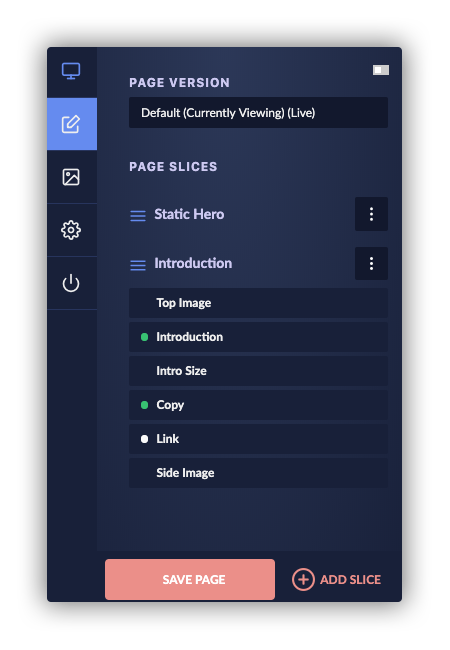 PAGE VERSION
Default (Currently Viewing) (Live)
PAGE SLICES
Static Hero
Introduction
Top Image
Introduction
Intro Size
Copy
Link
Side Image
SAVE PAGE
ADD SLICE